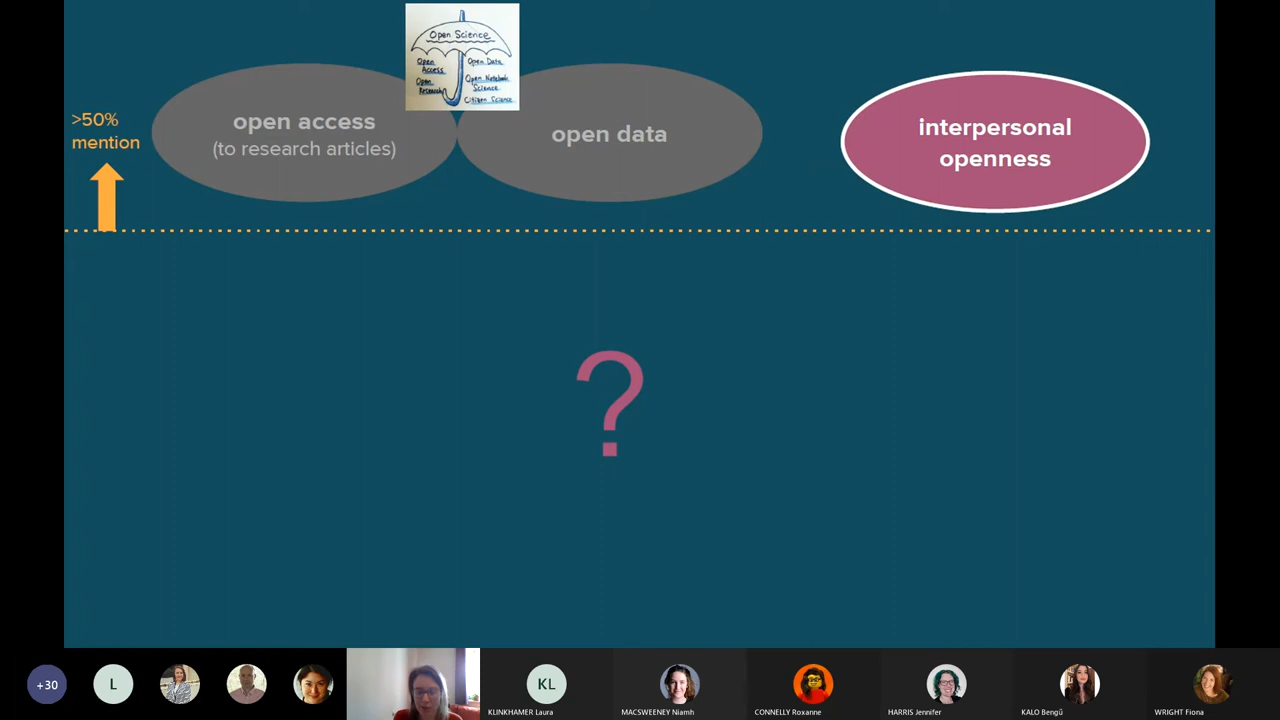 Open Science
Open
Access
Open Data
Open
Research
Open Notebook
Science
Citizen Science
>50%
mention
open access
(to research articles)
open data
interpersonal
openness
?
+30
L
KL
KLINKHAMER Laura
MACSWEENEY Niamh
CONNELLY Roxanne
HARRIS Jennifer
KALO Bengü
WRIGHT Fiona